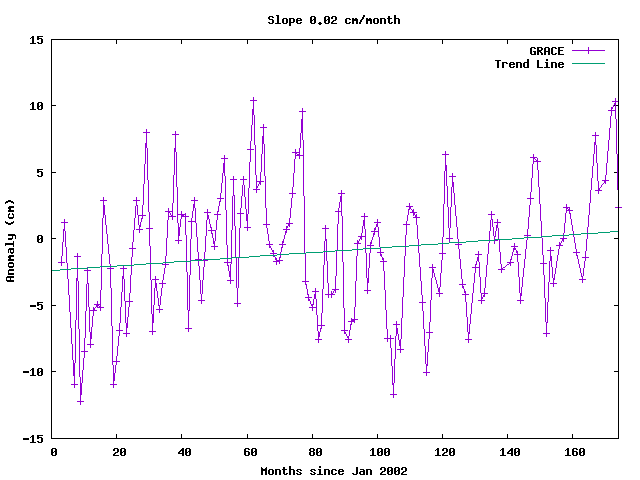 Slope 0.02 cm/month
15
GRACE
Trend Line
10
5
0
-5
-10
-15
Anomaly (cm)
0 20 40 60 80 100 120 140 160
Months since Jan 2002